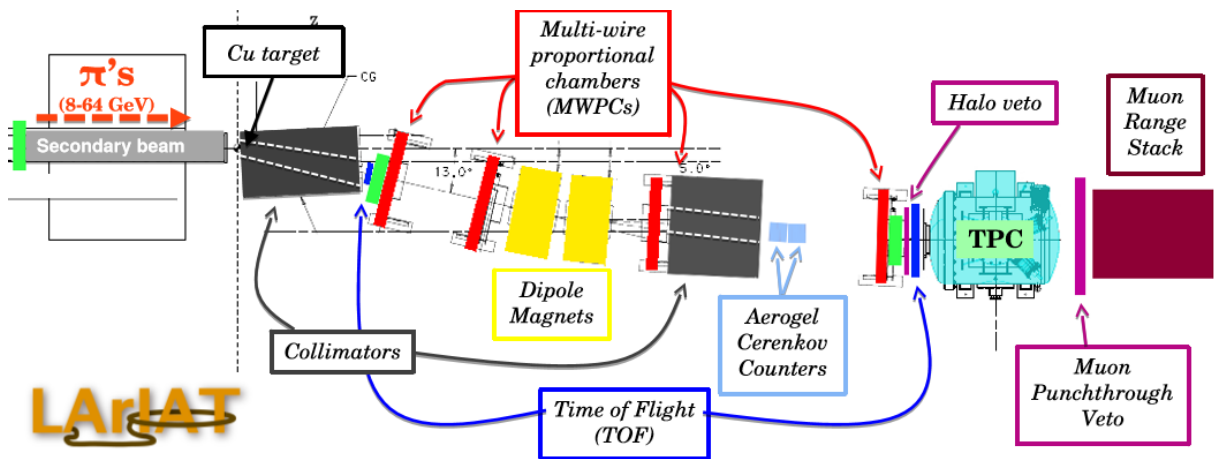 z
Cu target
π's
(8-64 GeV)
Secondary beam
CG
Multi-wire
proportional
chambers
(MWPCs)
Halo veto
Muon
Range
Stack
13.0°
5.0°
TPC
Dipole
Magnets
Collimators
Aerogel
Cerenkov
Counters
Time of Flight
(TOF)
Muon
Punchthrough
Veto
LArIAT